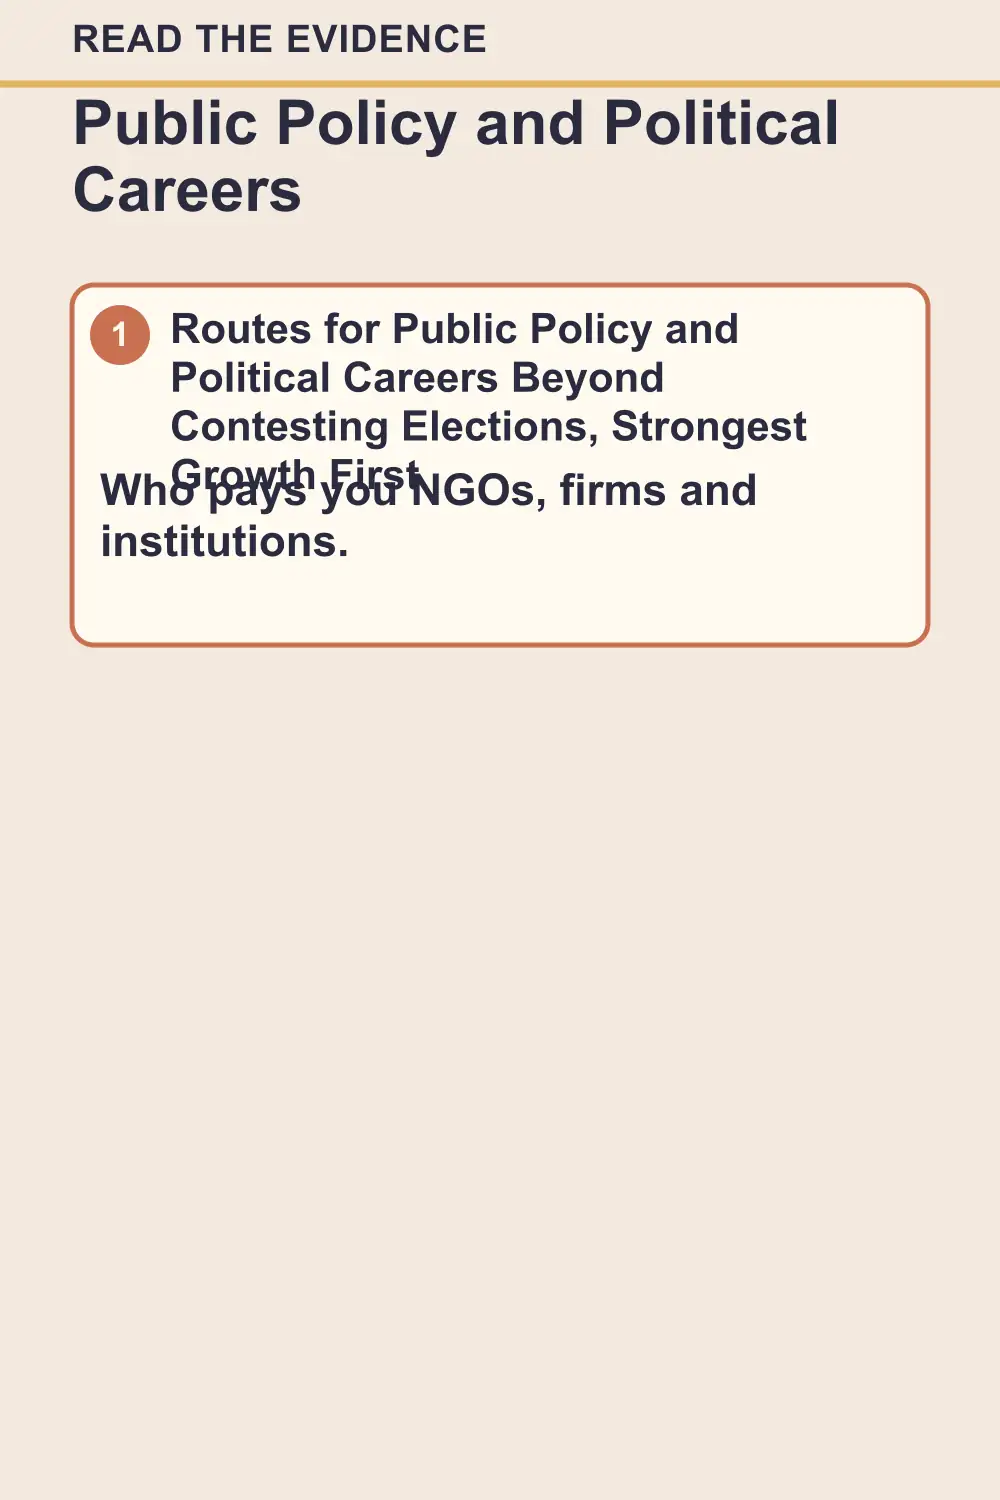 READ THE EVIDENCE
Public Policy and Political
Careers
1
Routes for Public Policy and
Political Careers Beyond
Contesting Elections, Strongest
Growth First
Who pays you NGOs, firms and
institutions.